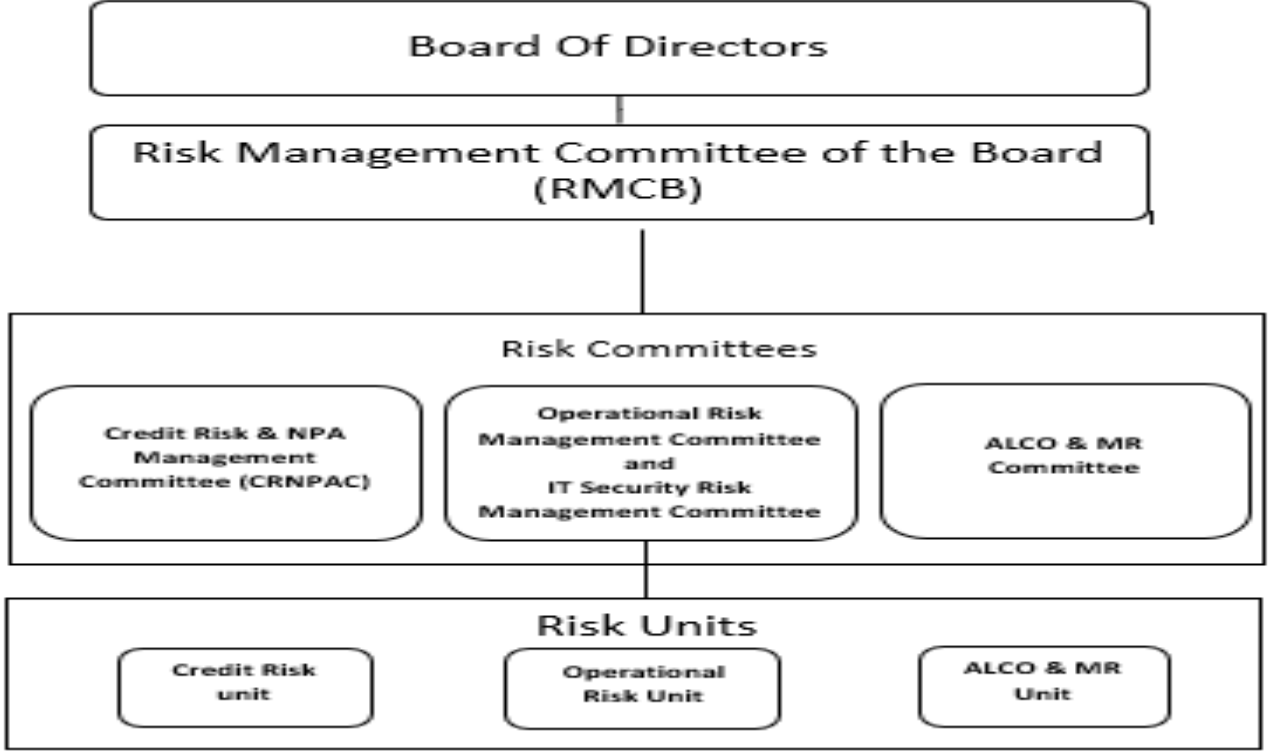 Board Of Directors
Risk Management Committee of the Board
(RMCB)
Risk Committees
Credit Risk & NPA
Management
Committee (CRNPAC)
Operational Risk
Management Committee
and
IT Security Risk
Management Committee
ALCO & MR
Committee
Risk Units
Credit Risk
unit
Operational
Risk Unit
ALCO & MR
Unit